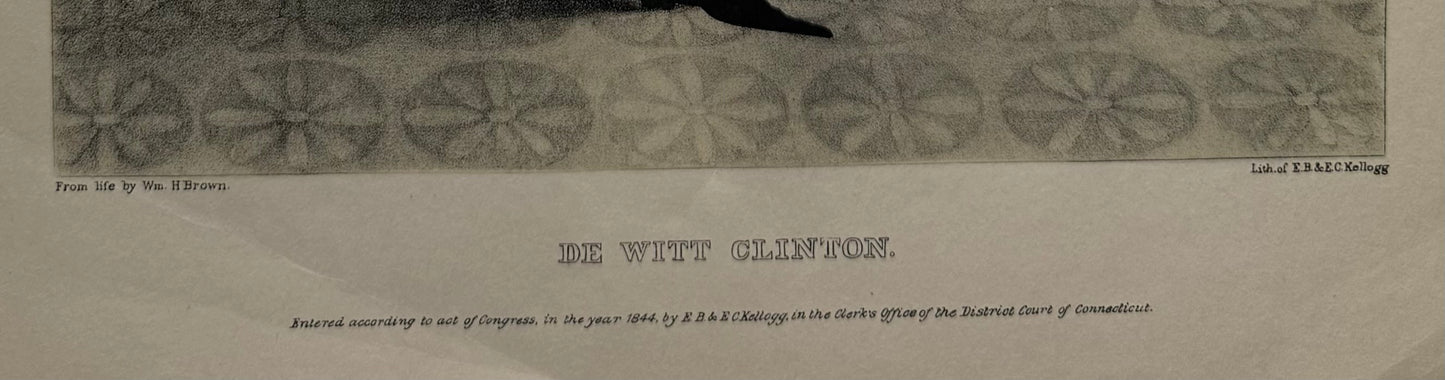 From life by Wm. H Brown.
Lith. of E.B.&E.C.Kellogg
DE WITT CLINTON.
Entered according to act of Congress, in the year 1844, by E B & E C Kellogg, in the Clerk's Office of the District Court of Connecticut.